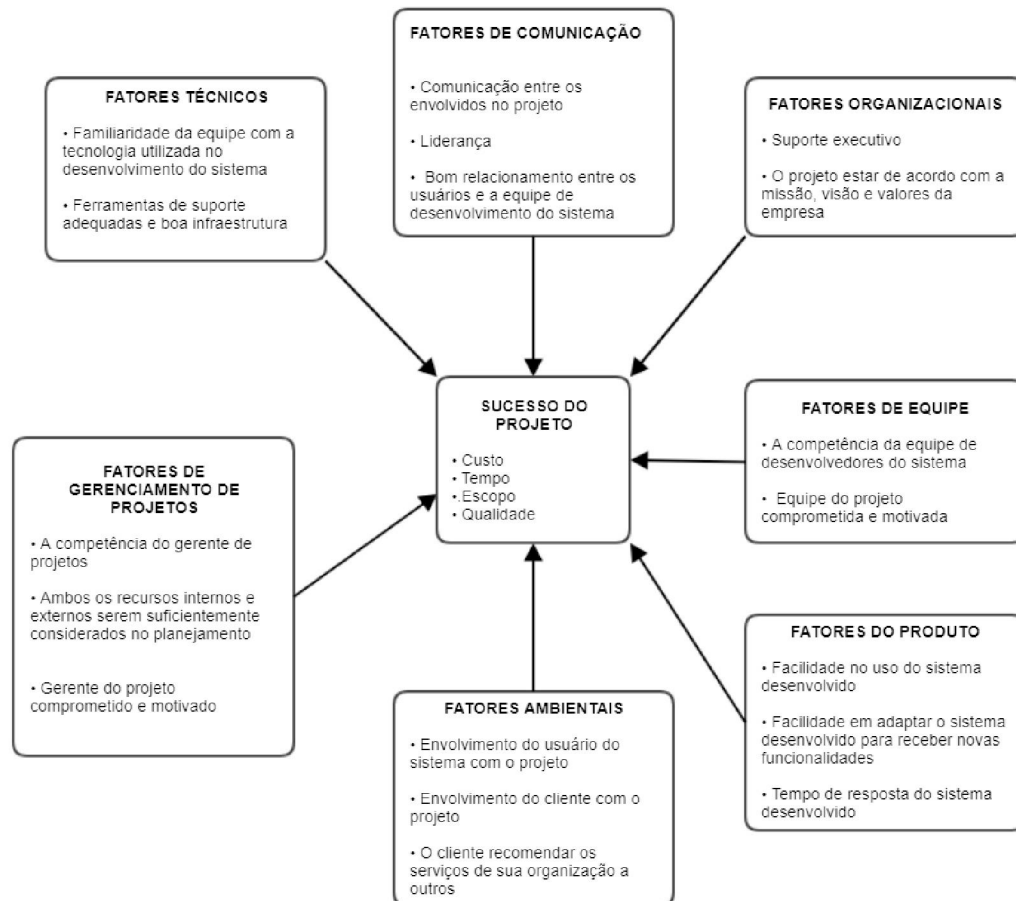 FATORES DE COMUNICAÇÃO
• Comunicação entre os
envolvidos no projeto
• Liderança
• Bom relacionamento entre os
usuários e a equipe de
desenvolvimento do sistema
FATORES TÉCNICOS
• Familiaridade da equipe com a
tecnologia utilizada no
desenvolvimento do sistema
• Ferramentas de suporte
adequadas e boa infraestrutura
FATORES ORGANIZACIONAIS
• Suporte executivo
• O projeto estar de acordo com a
missão, visão e valores da
empresa
SUCESSO DO
PROJETO
• Custo
• Tempo
•.Escopo
• Qualidade
FATORES DE EQUIPE
• A competência da equipe de
desenvolvedores do sistema
• Equipe do projeto
comprometida e motivada
FATORES DE
GERENCIAMENTO DE
PROJETOS
• A competência do gerente de
projetos
• Ambos os recursos internos e
externos serem suficientemente
considerados no planejamento
• Gerente do projeto
comprometido e motivado
FATORES DO PRODUTO
• Facilidade no uso do sistema
desenvolvido
• Facilidade em adaptar o sistema
desenvolvido para receber novas
funcionalidades
• Tempo de resposta do sistema
desenvolvido
FATORES AMBIENTAIS
• Envolvimento do usuário do
sistema com o projeto
• Envolvimento do cliente com o
projeto
• O cliente recomendar os
serviços de sua organização a
outros